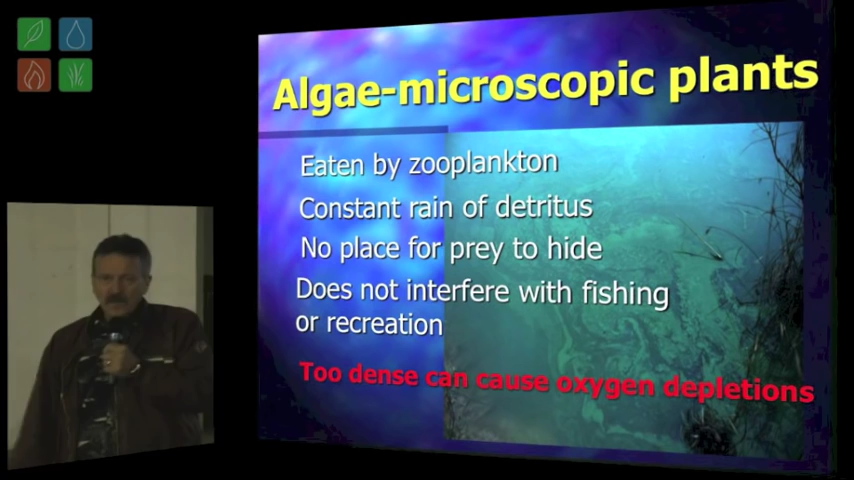 Algae-microscopic plants
Eaten by zooplankton
Constant rain of detritus
No place for prey to hide
Does not interfere with fishing
or recreation
Too dense can cause oxygen depletions